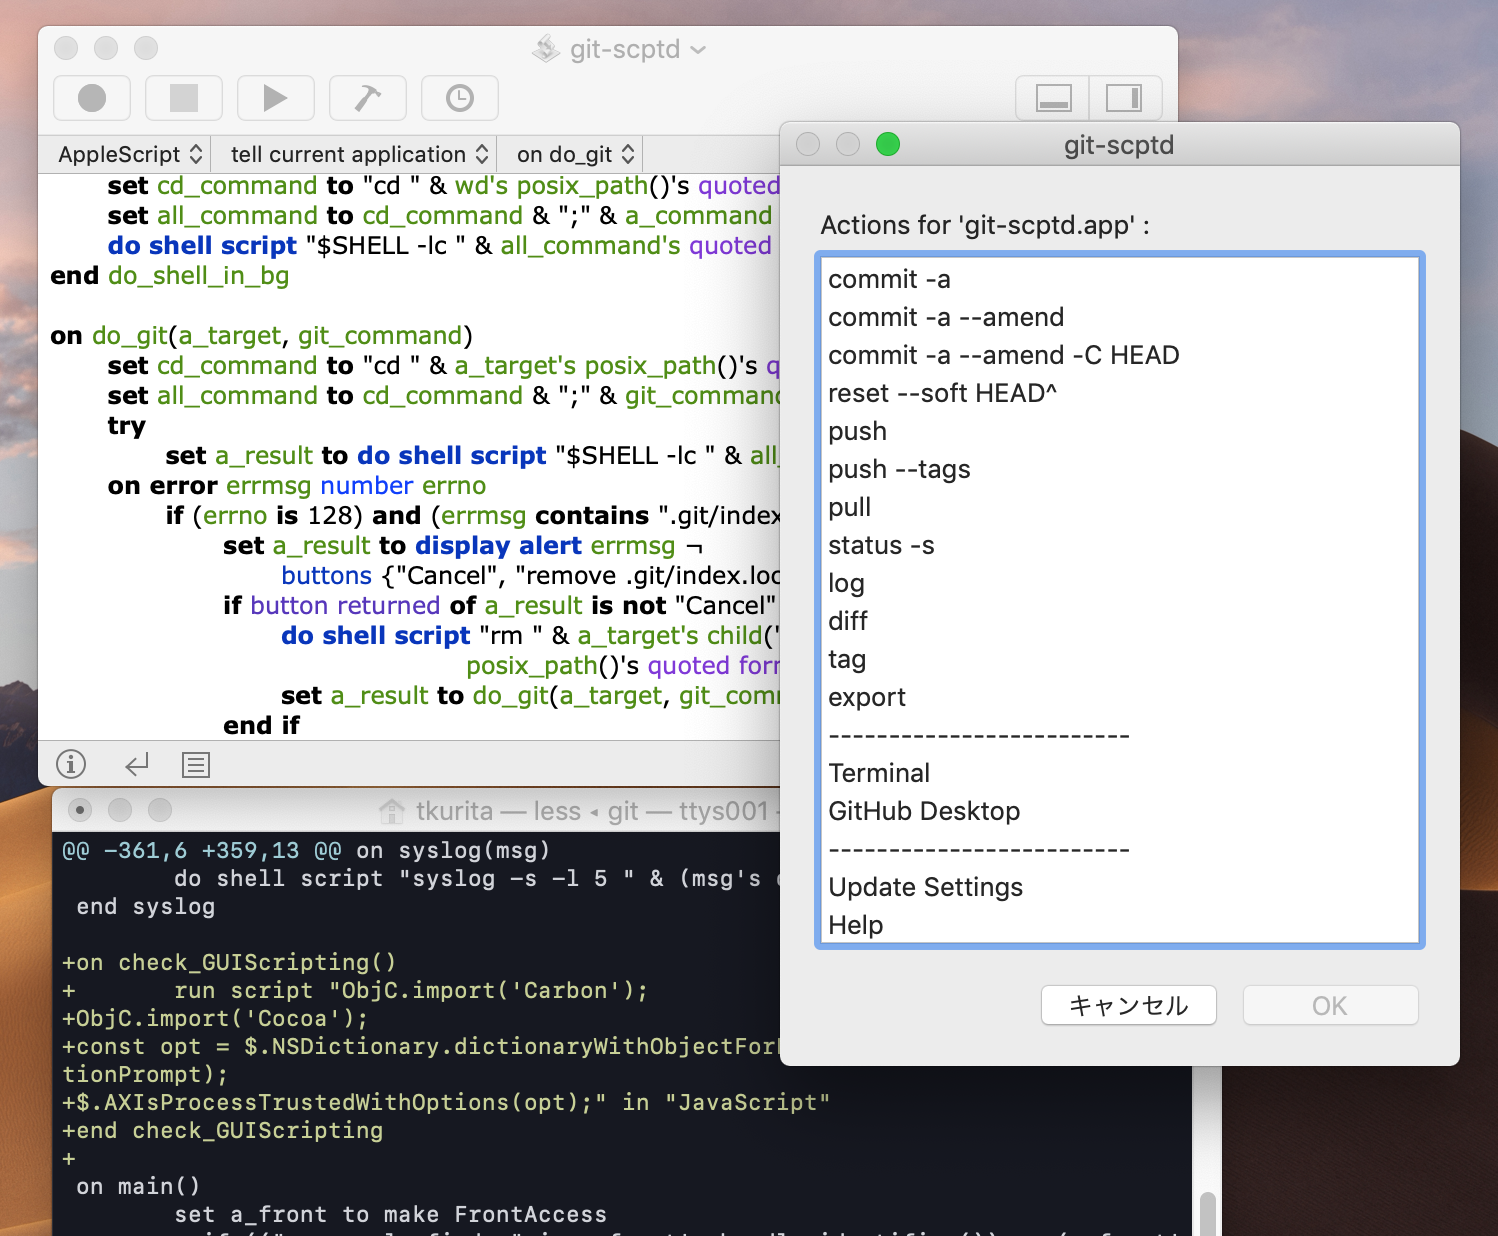 git-scptd
AppleScript
tell current application
on do_git
set cd_command to "cd " & wd's posix_path()'s quoted
set all_command to cd_command & ";" & a_command
do shell script "$SHELL -lc " & all_command's quoted
end do_shell_in_bg
on do_git(a_target, git_command)
set cd_command to "cd " & a_target's posix_path()'s
set all_command to cd_command & ";" &
try
set a_result to do shell script "$SHELL -lc " &
on error errmsg number errno
if (errno is 128) and (errmsg contains ".git/index
set a_result to display alert errmsg ¬
buttons {"Cancel", "remove .git/index.loc
if button returned of a_result is not "Cancel"
do shell script "rm " & a_target's child(
posix_path()'s quoted
set a_result to do_git(a_target,
end if
tkurita — less ◂ git — ttys001
@@ -361,6 +359,13 @@ on syslog(msg)
do shell script "syslog -s -l 5 " & (msg's
end syslog
+on check_GUIScripting()
+ run script "ObjC.import('Carbon');
+ObjC.import('Cocoa');
+const opt = $.NSDictionary.dictionaryWithObjectFor
tionPrompt);
+$.AXIsProcessTrustedWithOptions(opt);" in "JavaScript"
+end check_GUIScripting
+
on main()
set a_front to make FrontAccess
git-scptd
Actions for 'git-scptd.app' :
commit -a
commit -a --amend
commit -a --amend -C HEAD
reset --soft HEAD^
push
push --tags
pull
status -s
log
diff
tag
export
-------------------------
Terminal
GitHub Desktop
-------------------------
Update Settings
Help
キャンセル
OK